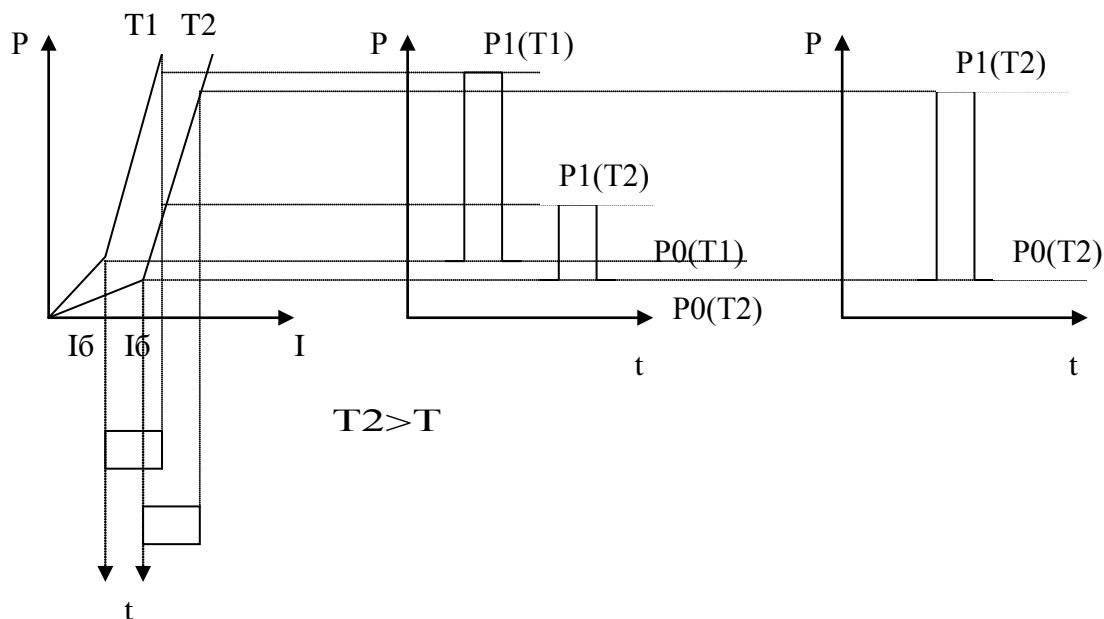 P
T1
T2
P
P1(T1)
P
P1(T2)
P1(T2)
P0(T1)
P0(T2)
P0(T2)
Iб
Iб
I
t
t
T2>T
t